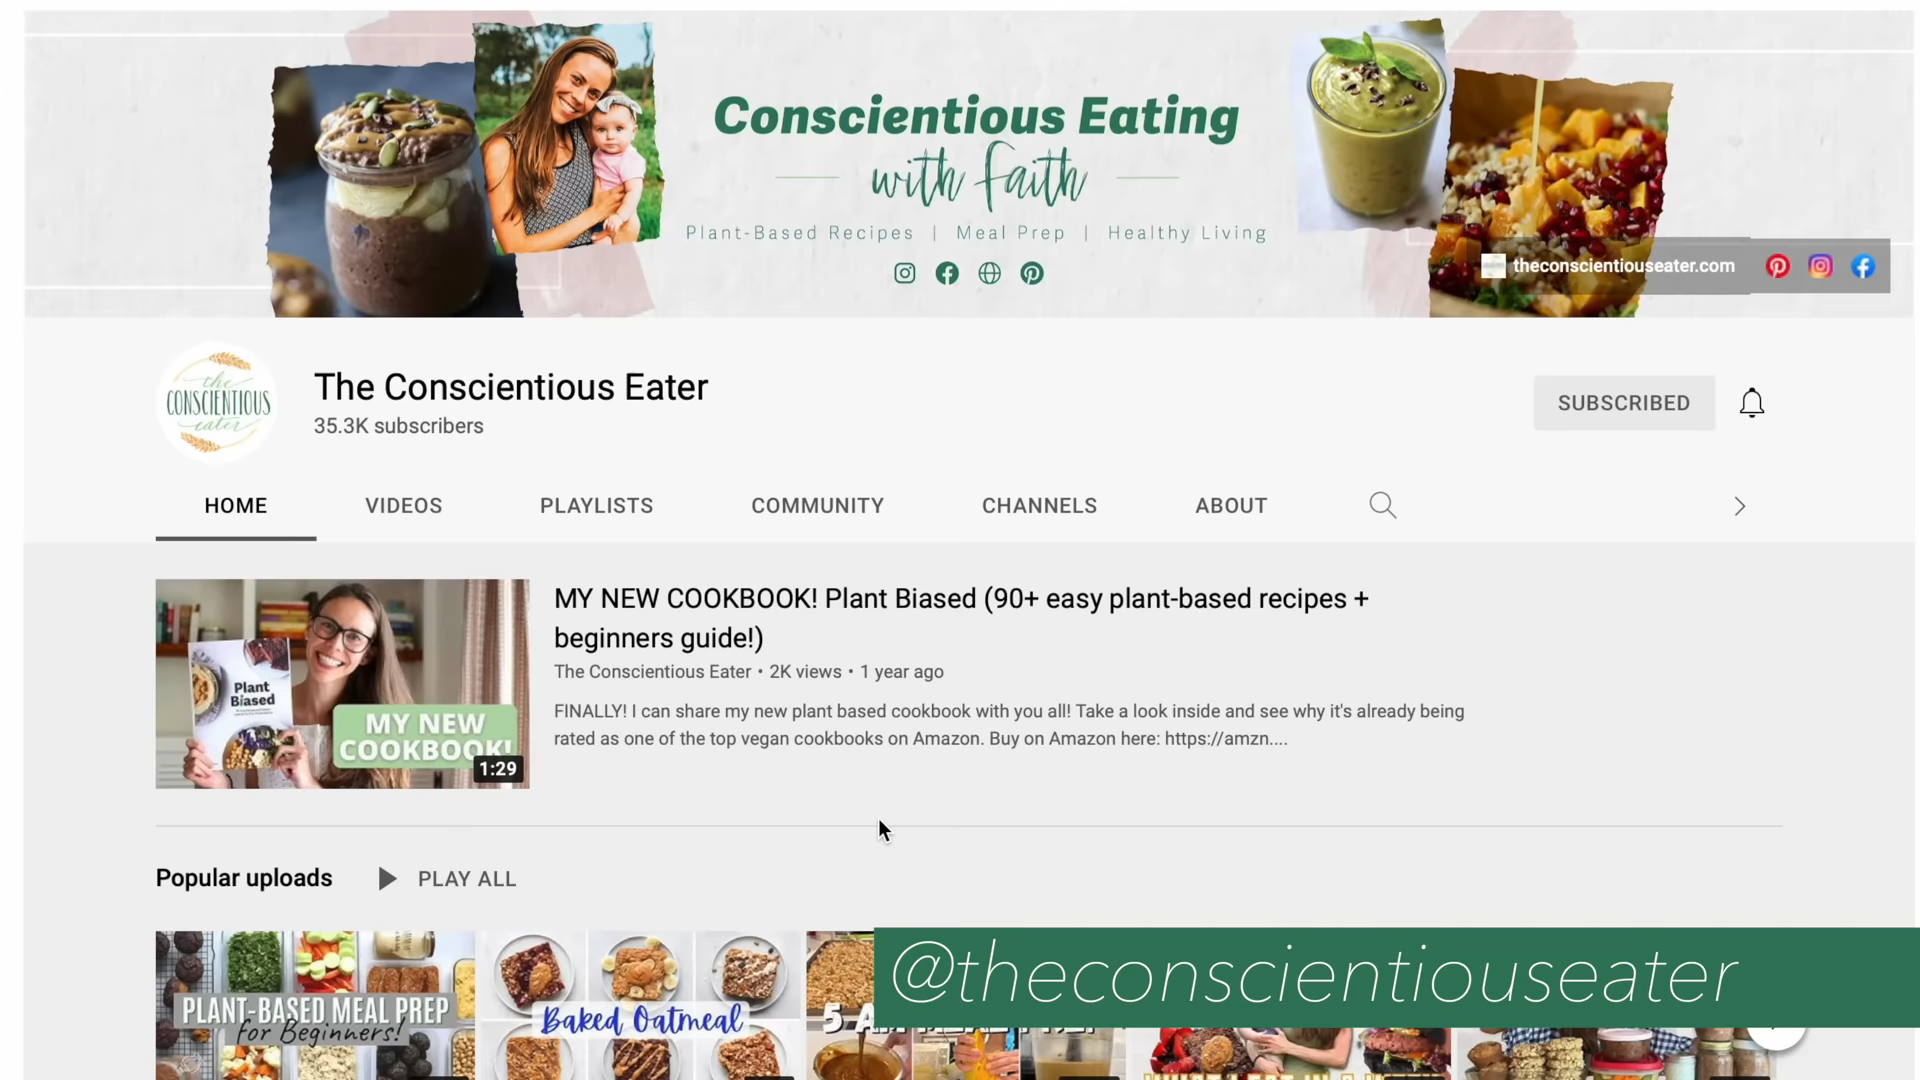 Conscientious Eating
with faith
Plant-Based Recipes | Meal Prep | Healthy Living
theconscientiouseater.com
the
CONSCIENTIOUS
eater
The Conscientious Eater
35.3K subscribers
SUBSCRIBED
HOME VIDEOS PLAYLISTS COMMUNITY CHANNELS ABOUT
Plant
Biased
MY NEW
COOKBOOK!
1:29
MY NEW COOKBOOK! Plant Biased (90+ easy plant-based recipes +
beginners guide!)
The Conscientious Eater • 2K views • 1 year ago
FINALLY! I can share my new plant based cookbook with you all! Take a look inside and see why it's already being
rated as one of the top vegan cookbooks on Amazon. Buy on Amazon here: https://amzn....
Popular uploads PLAY ALL
PLANT-BASED MEAL PREP
for Beginners!
Baked Oatmeal
@theconscientiouseater